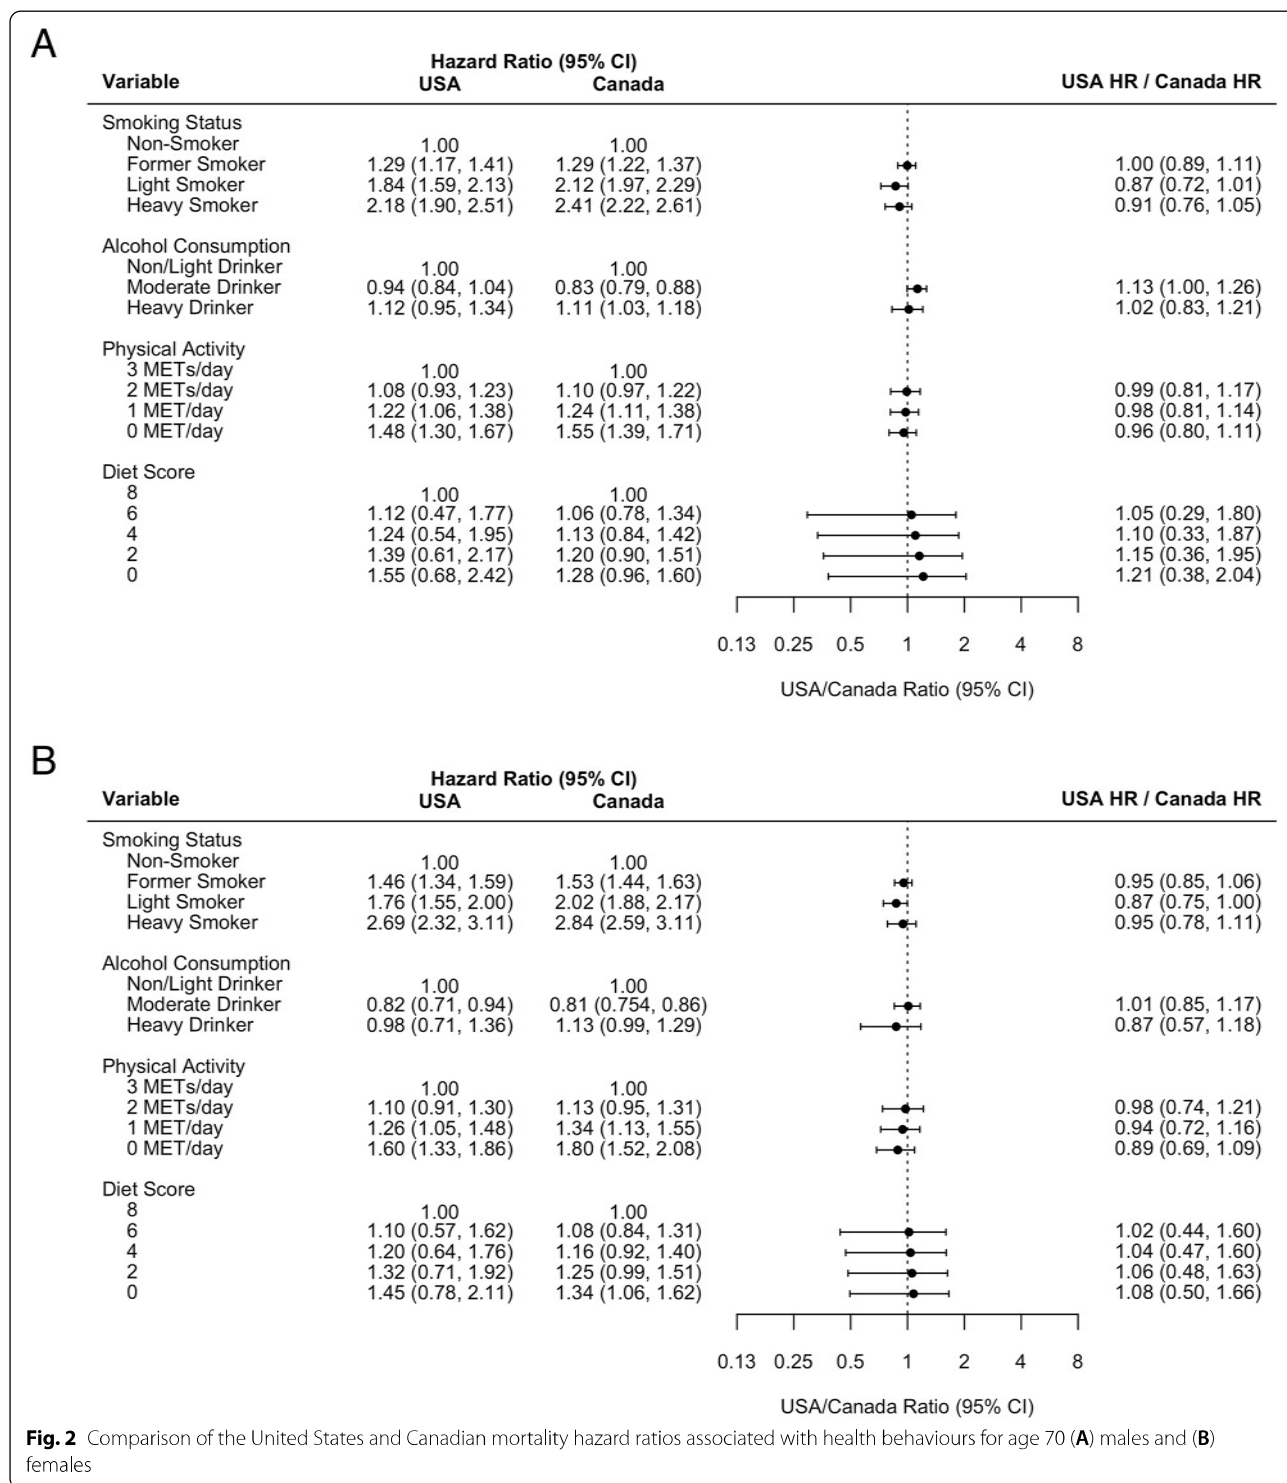 A
Hazard Ratio (95% CI)
Variable USA Canada USA HR / Canada HR
Smoking Status
Non-Smoker 1.00 1.00
Former Smoker 1.29 (1.17, 1.41) 1.29 (1.22, 1.37) 1.00 (0.89, 1.11)
Light Smoker 1.84 (1.59, 2.13) 2.12 (1.97, 2.29) 0.87 (0.72, 1.01)
Heavy Smoker 2.18 (1.90, 2.51) 2.41 (2.22, 2.61) 0.91 (0.76, 1.05)
Alcohol Consumption
Non/Light Drinker 1.00 1.00
Moderate Drinker 0.94 (0.84, 1.04) 0.83 (0.79, 0.88) 1.13 (1.00, 1.26)
Heavy Drinker 1.12 (0.95, 1.34) 1.11 (1.03, 1.18) 1.02 (0.83, 1.21)
Physical Activity
3 METs/day 1.00 1.00
2 METs/day 1.08 (0.93, 1.23) 1.10 (0.97, 1.22) 0.99 (0.81, 1.17)
1 MET/day 1.22 (1.06, 1.38) 1.24 (1.11, 1.38) 0.98 (0.81, 1.14)
0 MET/day 1.48 (1.30, 1.67) 1.55 (1.39, 1.71) 0.96 (0.80, 1.11)
Diet Score
8 1.00 1.00
6 1.12 (0.47, 1.77) 1.06 (0.78, 1.34) 1.05 (0.29, 1.80)
4 1.24 (0.54, 1.95) 1.13 (0.84, 1.42) 1.10 (0.33, 1.87)
2 1.39 (0.61, 2.17) 1.20 (0.90, 1.51) 1.15 (0.36, 1.95)
0 1.55 (0.68, 2.42) 1.28 (0.96, 1.60) 1.21 (0.38, 2.04)
0.13 0.25 0.5 1 2 4 8
USA/Canada Ratio (95% CI)
B
Hazard Ratio (95% CI)
Variable USA Canada USA HR / Canada HR
Smoking Status
Non-Smoker 1.00 1.00
Former Smoker 1.46 (1.34, 1.59) 1.53 (1.44, 1.63) 0.95 (0.85, 1.06)
Light Smoker 1.76 (1.55, 2.00) 2.02 (1.88, 2.17) 0.87 (0.75, 1.00)
Heavy Smoker 2.69 (2.32, 3.11) 2.84 (2.59, 3.11) 0.95 (0.78, 1.11)
Alcohol Consumption
Non/Light Drinker 1.00 1.00
Moderate Drinker 0.82 (0.71, 0.94) 0.81 (0.754, 0.86) 1.01 (0.85, 1.17)
Heavy Drinker 0.98 (0.71, 1.36) 1.13 (0.99, 1.29) 0.87 (0.57, 1.18)
Physical Activity
3 METs/day 1.00 1.00
2 METs/day 1.10 (0.91, 1.30) 1.13 (0.95, 1.31) 0.98 (0.74, 1.21)
1 MET/day 1.26 (1.05, 1.48) 1.34 (1.13, 1.55) 0.94 (0.72, 1.16)
0 MET/day 1.60 (1.33, 1.86) 1.80 (1.52, 2.08) 0.89 (0.69, 1.09)
Diet Score
8 1.00 1.00
6 1.10 (0.57, 1.62) 1.08 (0.84, 1.31) 1.02 (0.44, 1.60)
4 1.20 (0.64, 1.76) 1.16 (0.92, 1.40) 1.04 (0.47, 1.60)
2 1.32 (0.71, 1.92) 1.25 (0.99, 1.51) 1.06 (0.48, 1.63)
0 1.45 (0.78, 2.11) 1.34 (1.06, 1.62) 1.08 (0.50, 1.66)
0.13 0.25 0.5 1 2 4 8
USA/Canada Ratio (95% CI)
Fig. 2 Comparison of the United States and Canadian mortality hazard ratios associated with health behaviours for age 70 (A) males and (B)
females